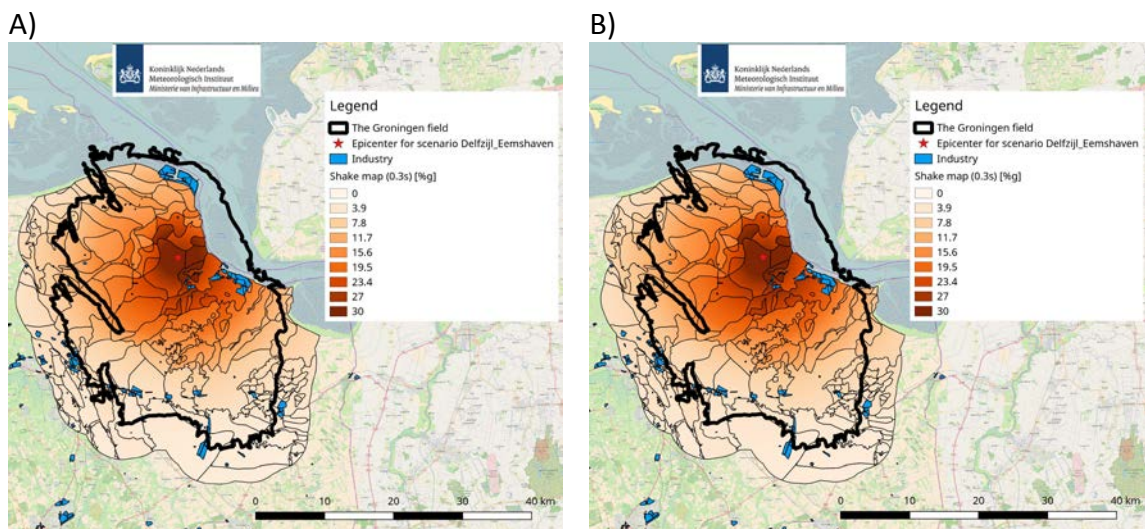 A)
Koninklijk Nederlands
Meteorologisch Instituut
Ministerie van Infrastructuur en Milieu
Legend
The Groningen field
Epicenter for scenario Delfzijl_Eemshaven
Industry
Shake map (0.3s) [%g]
0
3.9
7.8
11.7
15.6
19.5
23.4
27
30
0 10 20 30 40 km
B)
Koninklijk Nederlands
Meteorologisch Instituut
Ministerie van Infrastructuur en Milieu
Legend
The Groningen field
Epicenter for scenario Delfzijl_Eemshaven
Industry
Shake map (0.3s) [%g]
0
3.9
7.8
11.7
15.6
19.5
23.4
27
30
0 10 20 30 40 km